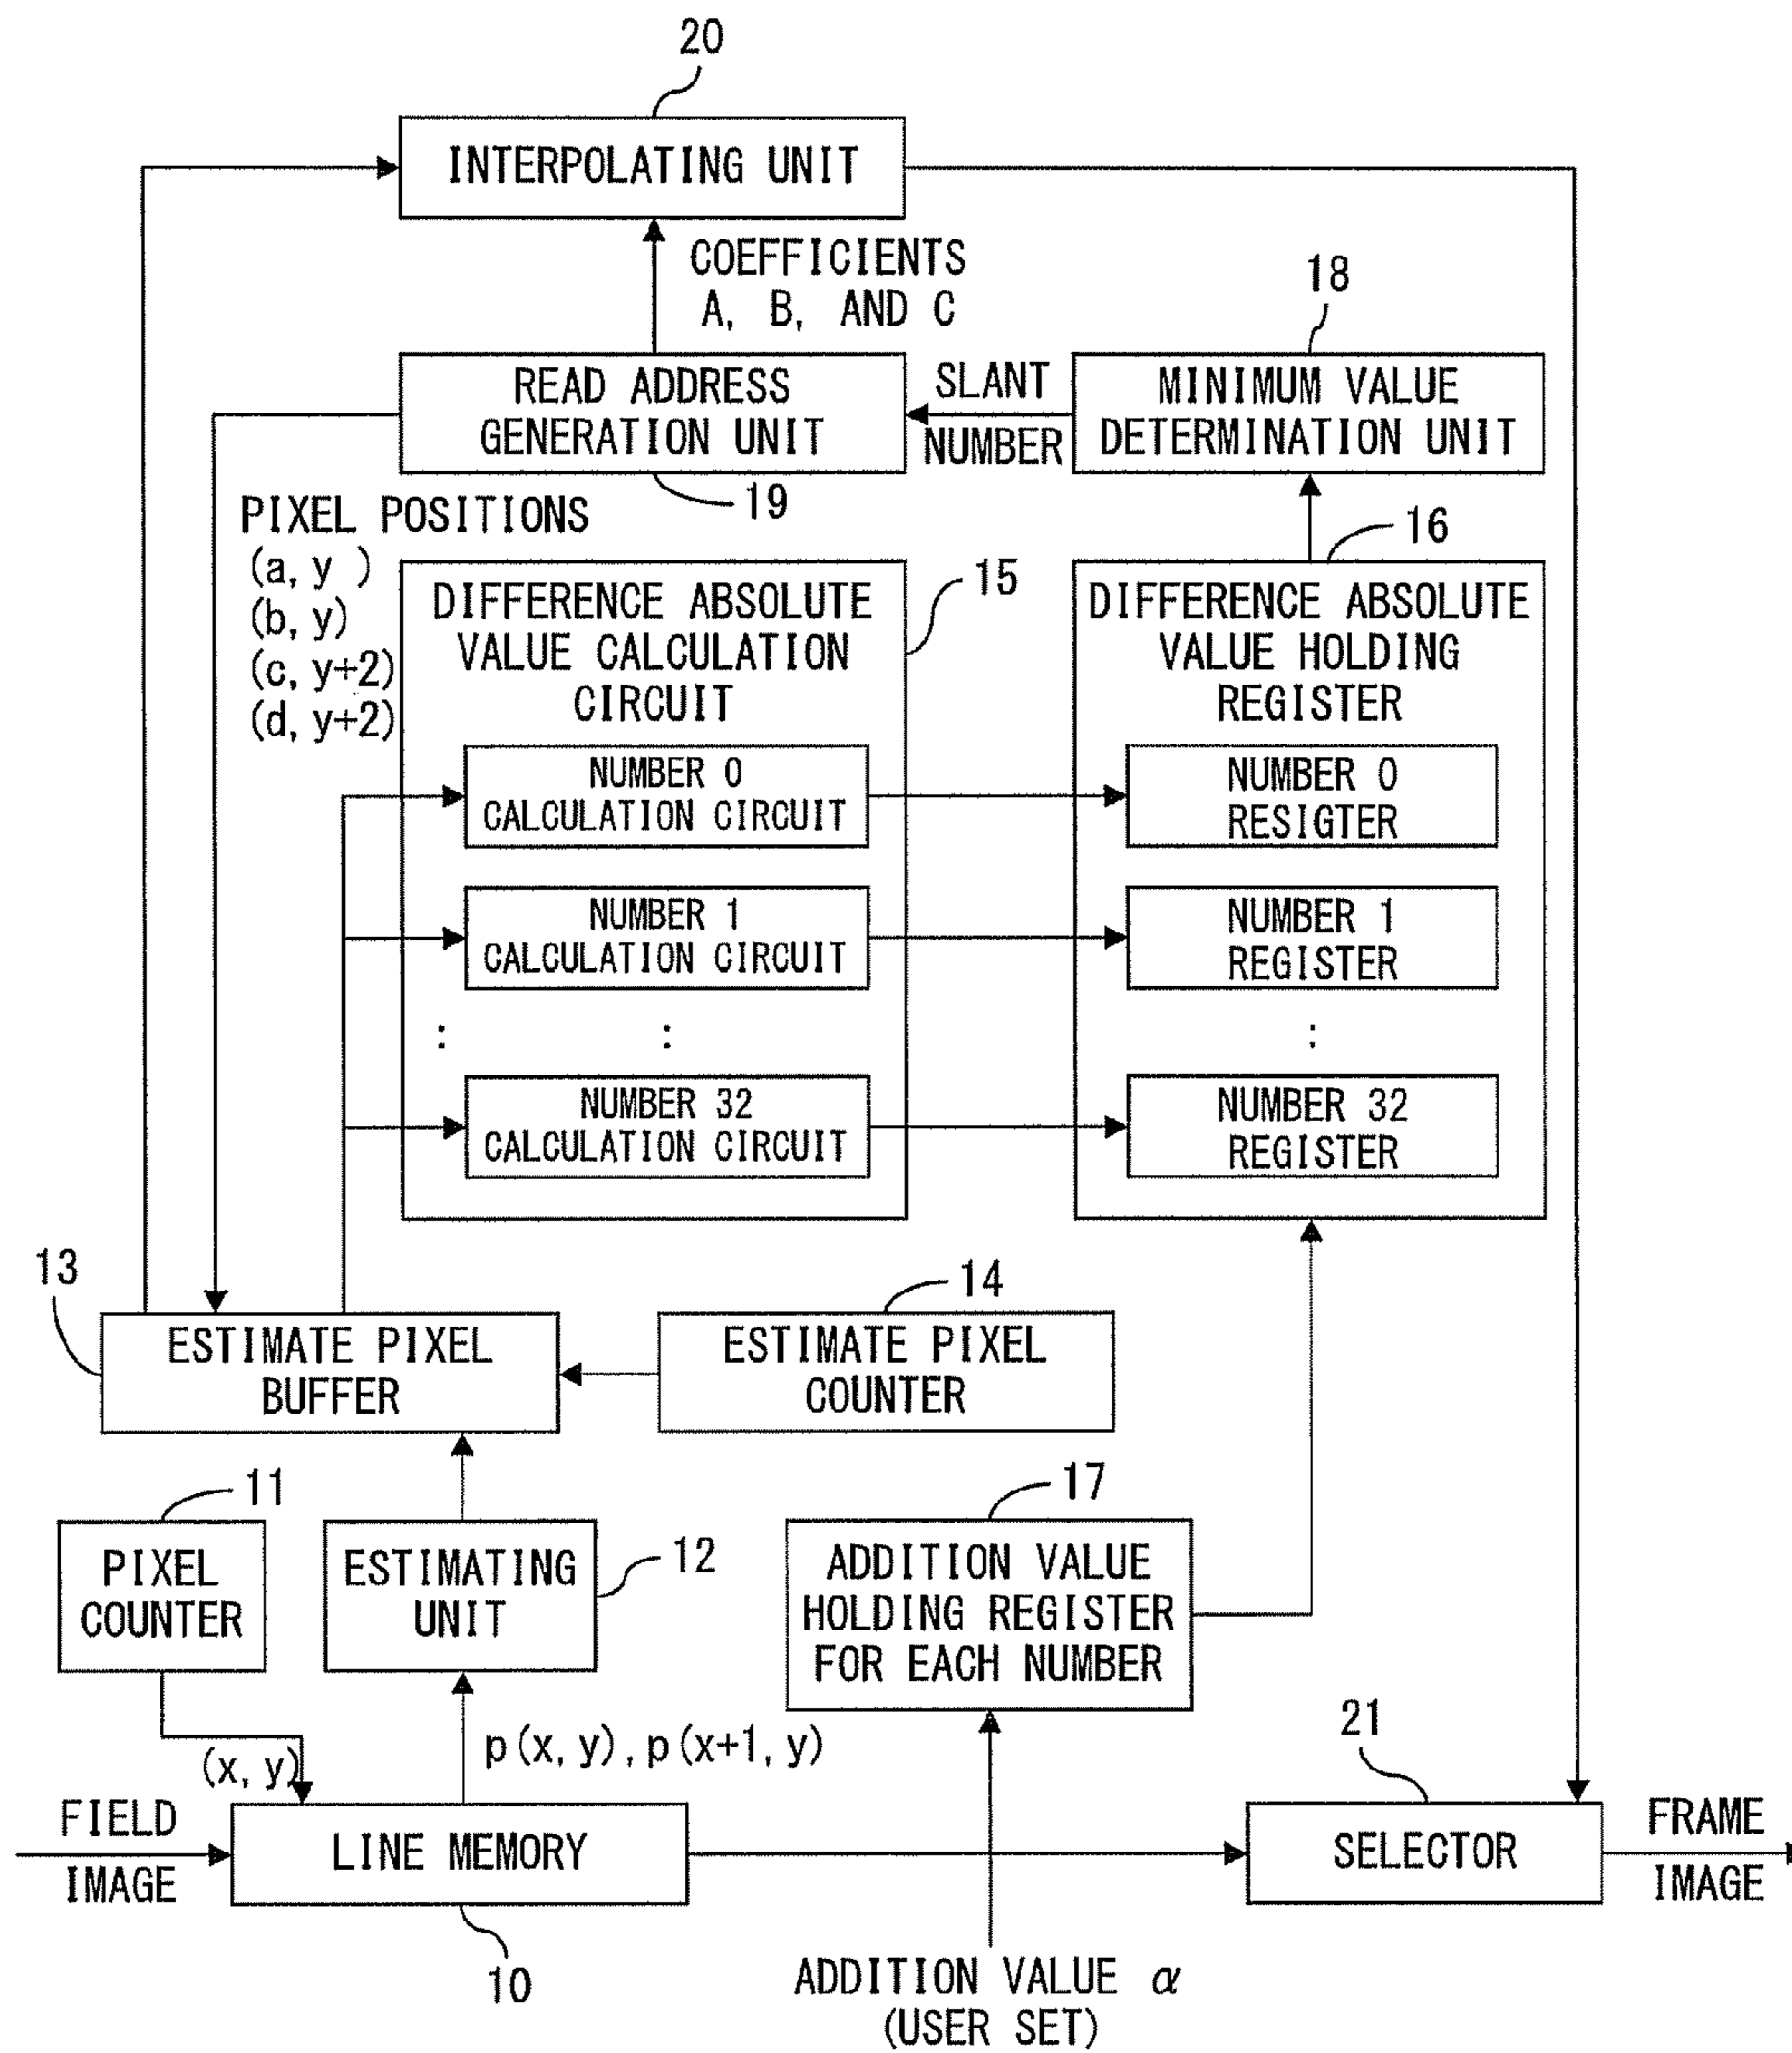 20
INTERPOLATING UNIT
COEFFICIENTS
A, B, AND C
18
READ ADDRESS
GENERATION UNIT
SLANT
NUMBER
MINIMUM VALUE
DETERMINATION UNIT
19
PIXEL POSITIONS
(a, y )
(b, y)
(c, y+2)
(d, y+2)
16
15
DIFFERENCE ABSOLUTE
VALUE CALCULATION
CIRCUIT
DIFFERENCE ABSOLUTE
VALUE HOLDING
REGISTER
NUMBER 0
CALCULATION CIRCUIT
NUMBER 0
RESIGTER
NUMBER 1
CALCULATION CIRCUIT
NUMBER 1
REGISTER
: : :
NUMBER 32
CALCULATION CIRCUIT
NUMBER 32
REGISTER
13
14
ESTIMATE PIXEL
BUFFER
ESTIMATE PIXEL
COUNTER
11
PIXEL
COUNTER
ESTIMATING
UNIT
12
17
ADDITION VALUE
HOLDING REGISTER
FOR EACH NUMBER
(x, y)
p(x, y), p(x+1, y)
21
FIELD
IMAGE
LINE MEMORY
SELECTOR
FRAME
IMAGE
10
ADDITION VALUE α
(USER SET)